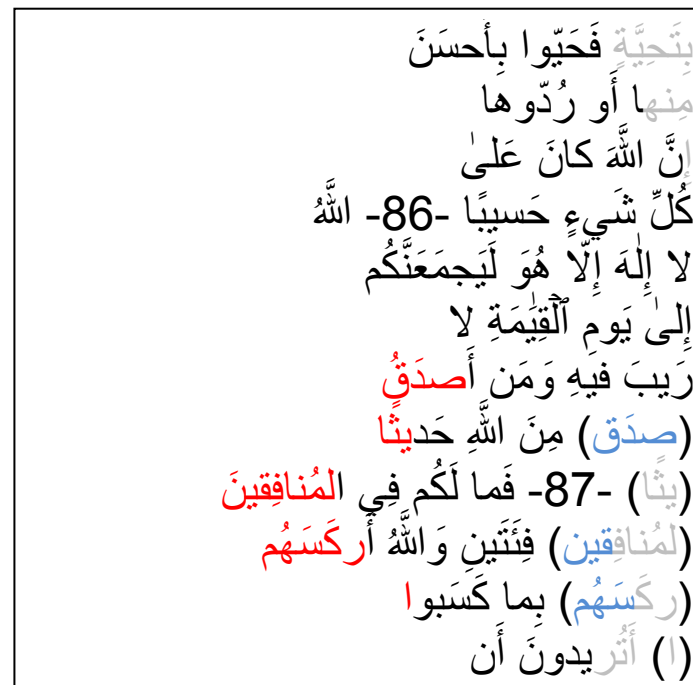 بِتَحِيَّةٍ فَحَيّوا بِأَحسَنَ
مِنها أَو رُدّوها
إِنَّ اللَّهَ كانَ عَلىٰ
كُلِّ شَيءٍ حَسيبًا -86- اللَّهُ
لا إِلٰهَ إِلّا هُوَ لَيَجمَعَنَّكُم
إِلىٰ يَومِ ٱلۡقِيَٰمَةِ لا
رَيبَ فيهِ وَمَن أَصدَقُ
(صدَق) مِنَ اللَّهِ حَديثًا
(يثًا) -87- فَما لَكُم فِي المُنافِقينَ
(لمُنافِقين) فِئَتَينِ وَاللَّهُ أَركَسَهُم
(ركَسَهُم) بِما كَسَبوا
(ا) أَتُريدونَ أَن